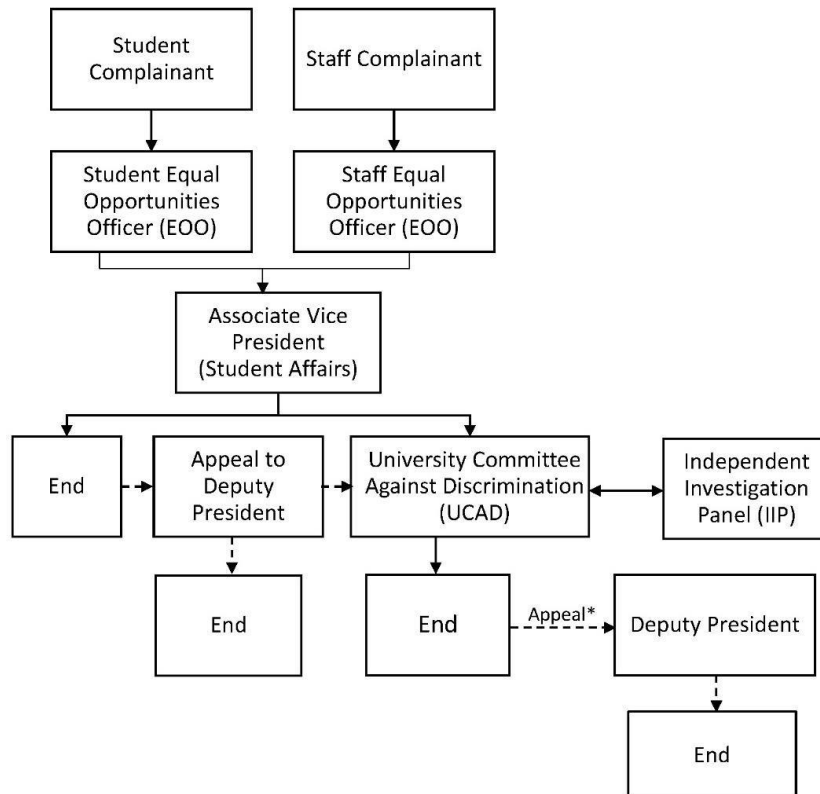 Student
Complainant
Staff Complainant
Student Equal
Opportunities
Officer (EOO)
Staff Equal
Opportunities
Officer (EOO)
Associate Vice
President
(Student Affairs)
End
Appeal to
Deputy
President
University Committee
Against Discrimination
(UCAD)
Independent
Investigation
Panel (IIP)
End
End
Appeal*
Deputy President
End